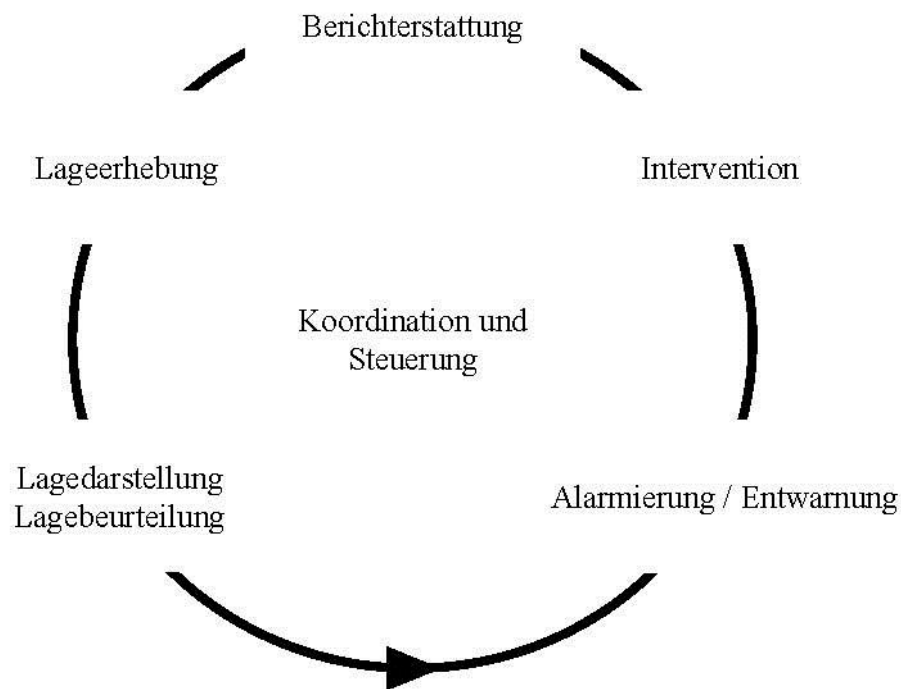 Berichterstattung
Lageerhebung
Intervention
Koordination und
Steuerung
Lagedarstellung
Lagebeurteilung
Alarmierung / Entwarnung